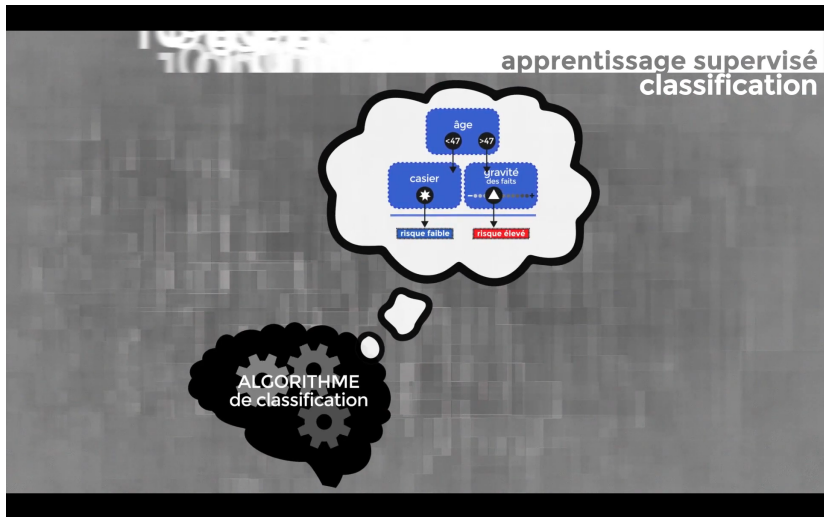 apprentissage supervisé
classification
âge
<47 >47
casier
gravité
des faits
risque faible
risque élevé
ALGORITHME
de classification